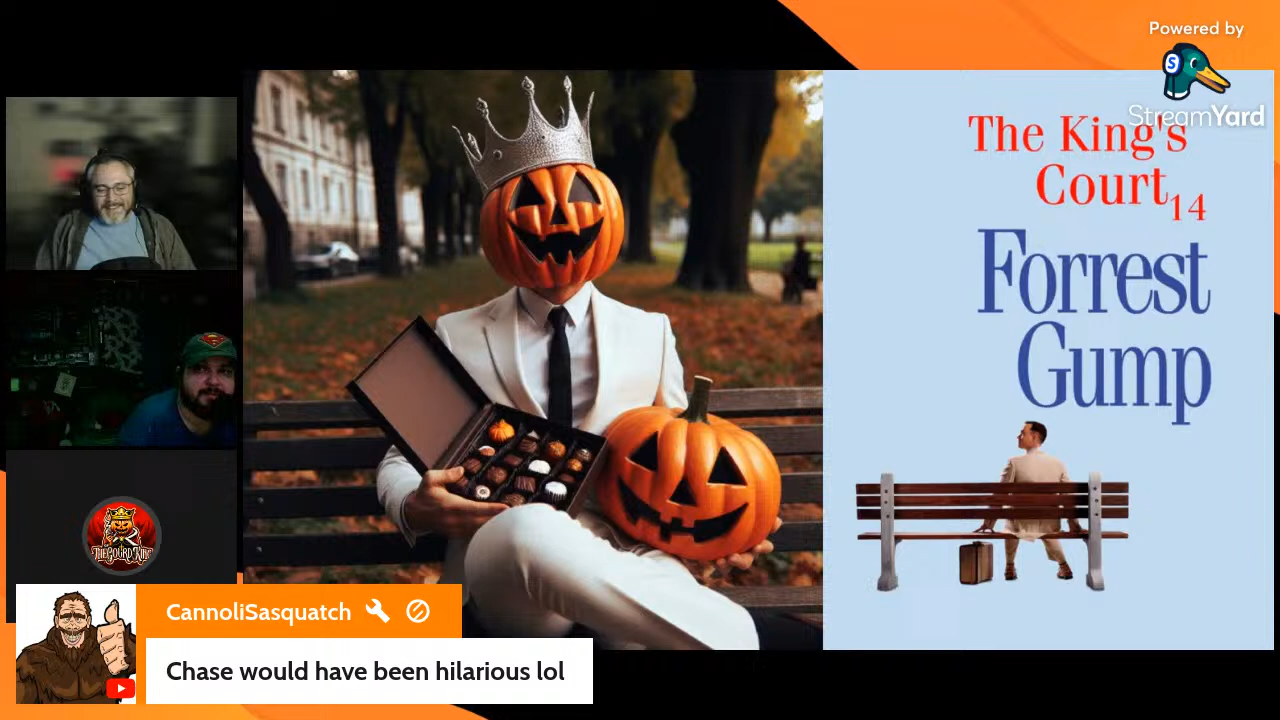 Powered by
S
StreamYard
The King's
Court14
Forrest
Gump
THE GOURD KING
CannoliSasquatch
Chase would have been hilarious lol